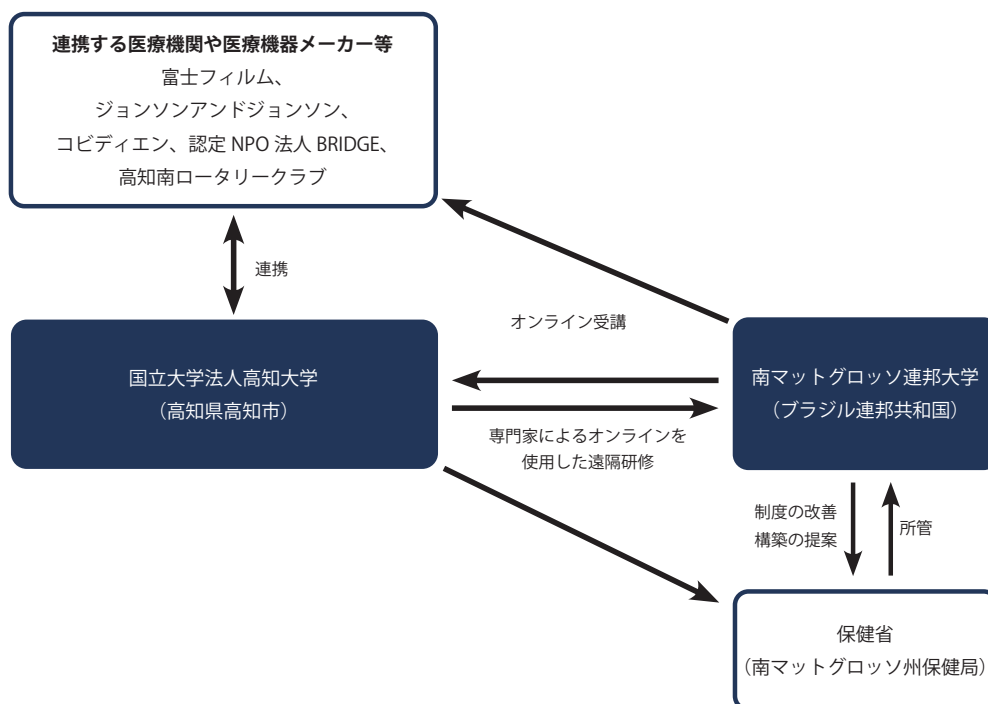 連携する医療機関や医療機器メーカー等
富士フィルム、
ジョンソンアンドジョンソン、
コビディエン、認定 NPO 法人 BRIDGE、
高知南ロータリークラブ
連携
オンライン受講
国立大学法人高知大学
（高知県高知市）
南マットグロッソ連邦大学
（ブラジル連邦共和国）
専門家によるオンラインを
使用した遠隔研修
制度の改善
構築の提案
所管
保健省
（南マットグロッソ州保健局）